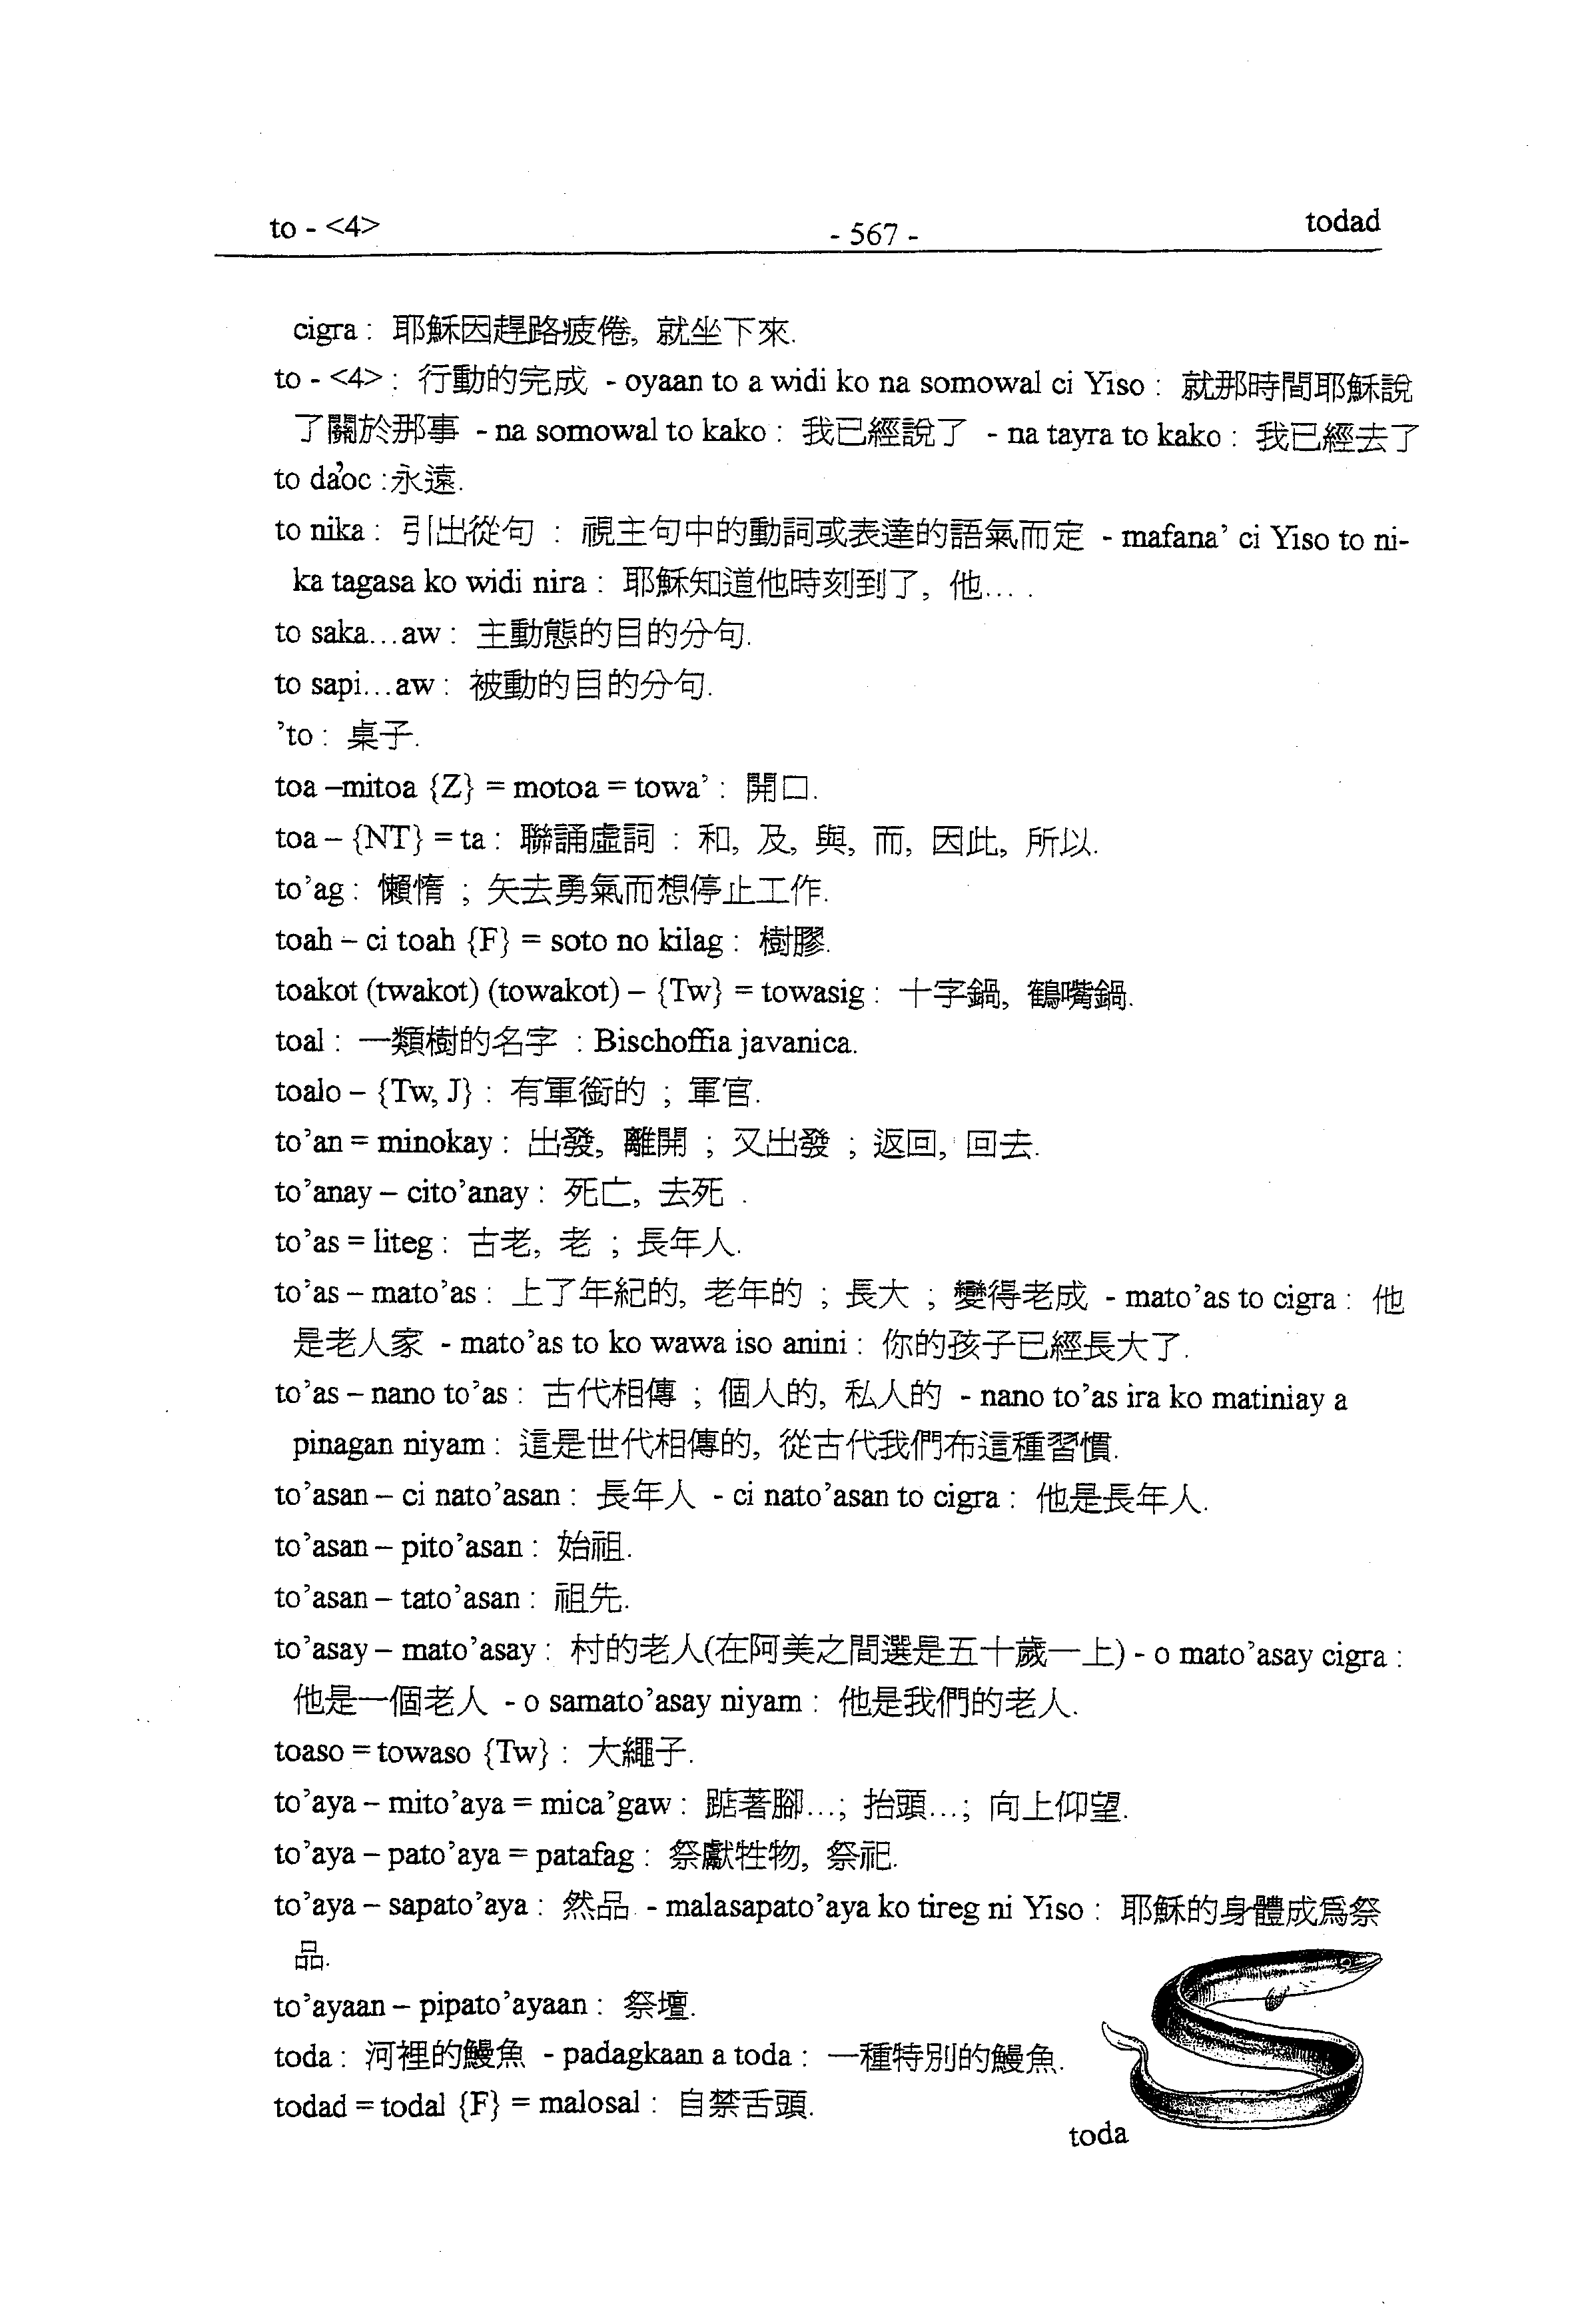 to - <4>
- 567 -
todad
cigra : 耶穌因趕路疲倦, 就坐下來.
to - <4> : 行動的完成 - oyaan to a widi ko na somowal ci Yiso : 就那時間耶穌說
了關於那事 - na somowal to kako : 我已經說了 - na tayra to kako : 我已經去了
to da’oc :永遠.
to nika : 引出從句 : 視主句中的動詞或表達的語氣而定 - mafana’ ci Yiso to ni-
ka tagasa ko widi nira : 耶穌知道他時刻到了, 他... .
to saka...aw : 主動態的目的分句.
to sapi...aw : 被動的目的分句.
’to : 桌子.
toa –mitoa {Z} = motoa = towa’ : 開口.
toa – {NT} = ta : 聯誦虛詞 : 和, 及, 與, 而, 因此, 所以.
to’ag : 懶惰 ; 矢去勇氣而想停止工作.
toah – ci toah {F} = soto no kilag : 樹膠.
toakot (twakot) (towakot) – {Tw} = towasig : 十字鍋, 鶴嘴鍋.
toal : 一類樹的名字 : Bischoffia javanica.
toalo – {Tw, J} : 有軍銜的 ; 軍官.
to’an = minokay : 出發, 離開 ; 又出發 ; 返回, 回去.
to’anay – cito’anay : 死亡, 去死 .
to’as = liteg : 古老, 老 ; 長年人.
to’as – mato’as : 上了年紀的, 老年的 ; 長大 ; 變得老成 - mato’as to cigra : 他
是老人家 - mato’as to ko wawa iso anini : 你的孩子已經長大了.
to’as – nano to’as : 古代相傳 ; 個人的, 私人的 - nano to’as ira ko matiniay a
pinagan niyam : 這是世代相傳的, 從古代我們布這種習慣.
to’asan – ci nato’asan : 長年人 - ci nato’asan to cigra : 他是長年人.
to’asan – pito’asan : 始祖.
to’asan – tato’asan : 祖先.
to’asay – mato’asay : 村的老人(在阿美之間選是五十歲一上) - o mato’asay cigra :
他是一個老人 - o samato’asay niyam : 他是我們的老人.
toaso = towaso {Tw} : 大繩子.
to’aya – mito’aya = mica’gaw : 踮著腳...; 抬頭...; 向上仰望.
to’aya – pato’aya = patafag : 祭獻牲物, 祭祀.
to’aya – sapato’aya : 然品 - malasapato’aya ko tireg ni Yiso : 耶穌的身體成爲祭
品.
to’ayaan – pipato’ayaan : 祭壇.
toda : 河裡的鰻魚 - padagkaan a toda : 一種特別的鰻魚.
todad = todal {F} = malosal : 自禁舌頭.
toda